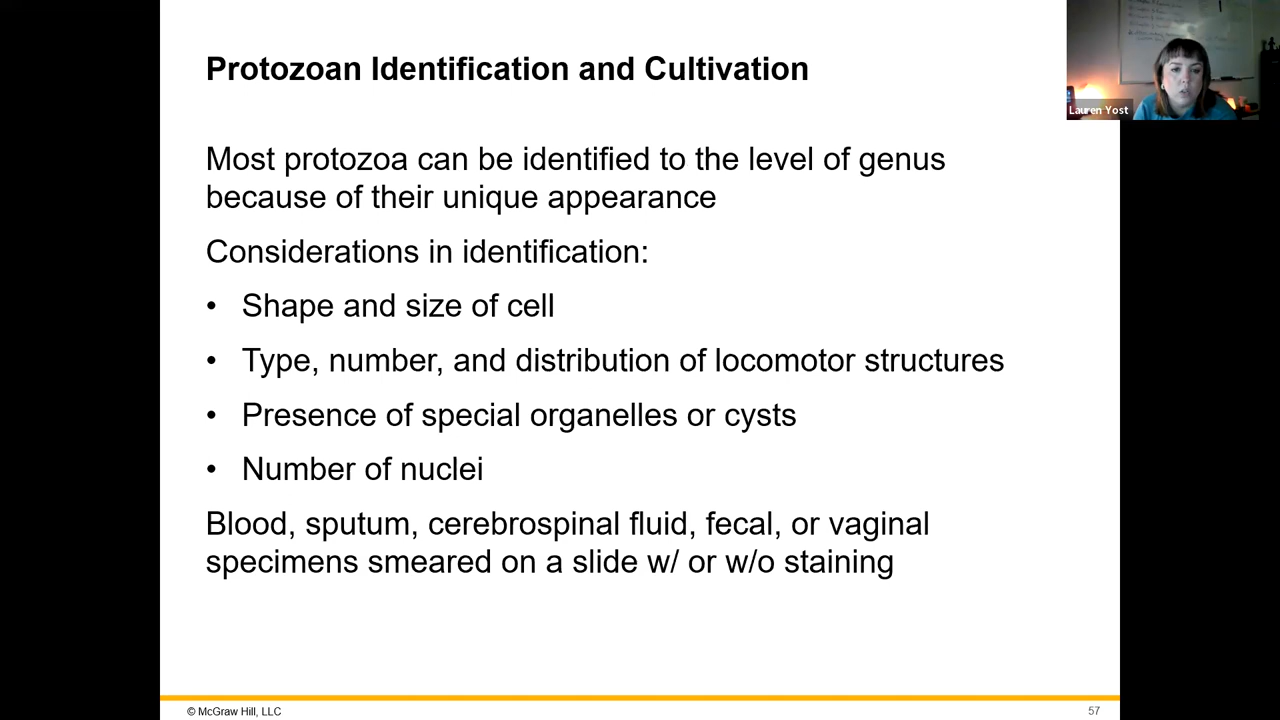 Protozoan Identification and Cultivation
Lauren Yost
Most protozoa can be identified to the level of genus
because of their unique appearance
Considerations in identification:
• Shape and size of cell
• Type, number, and distribution of locomotor structures
• Presence of special organelles or cysts
• Number of nuclei
Blood, sputum, cerebrospinal fluid, fecal, or vaginal
specimens smeared on a slide w/ or w/o staining
© McGraw Hill, LLC
57